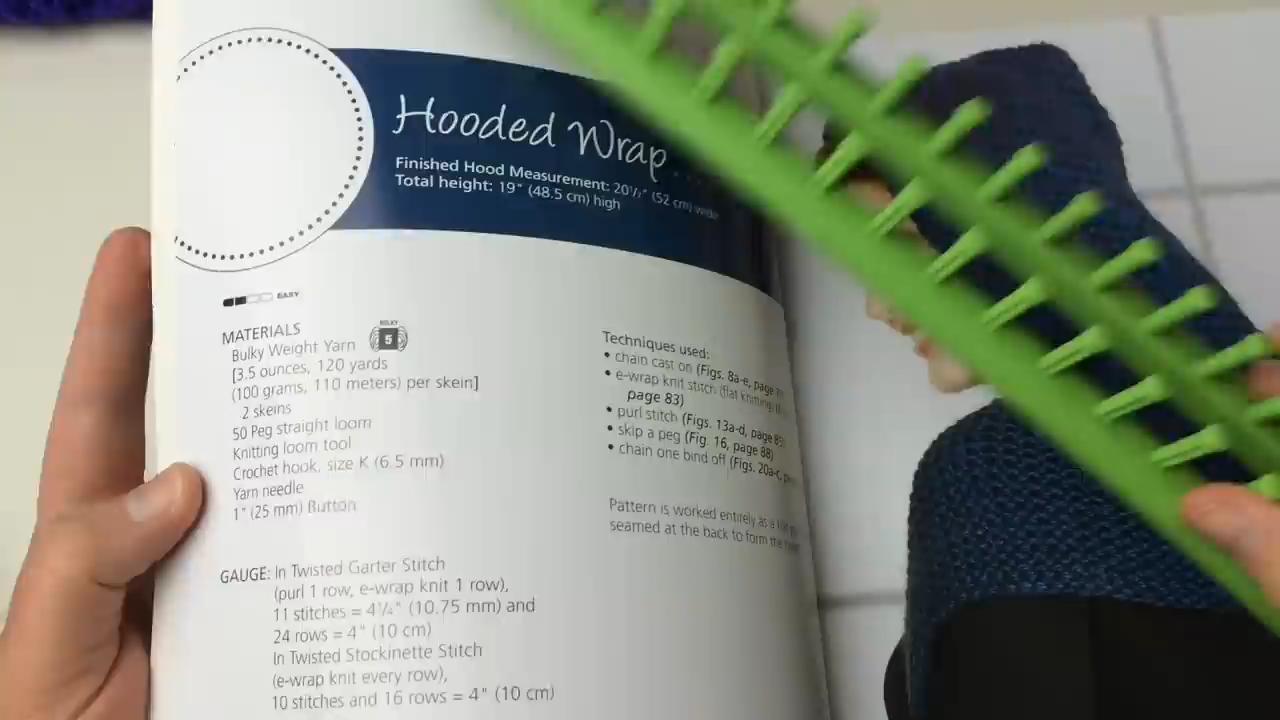 Hooded Wrap
Finished Hood Measurement: 20½" (52 cm) wide
Total height: 19" (48.5 cm) high
EASY
MATERIALS
Bulky Weight Yarn
BULKY
5
[3.5 ounces, 120 yards
(100 grams, 110 meters) per skein]
2 skeins
50 Peg straight loom
Knitting loom tool
Crochet hook, size K (6.5 mm)
Yarn needle
1" (25 mm) Button
GAUGE: In Twisted Garter Stitch
(purl 1 row, e-wrap knit 1 row),
11 stitches = 4¼" (10.75 mm) and
24 rows = 4" (10 cm)
In Twisted Stockinette Stitch
(e-wrap knit every row),
10 stitches and 16 rows = 4" (10 cm)
Techniques used:
• chain cast on (Figs. 8a-e, page
• e-wrap knit stitch (flat knitting,
page 83)
• purl stitch (Figs. 13a-d, page
• skip a peg (Fig. 16, page 88)
• chain one bind off (Figs. 20a-c,
Pattern is worked entirely as a
seamed at the back to form the